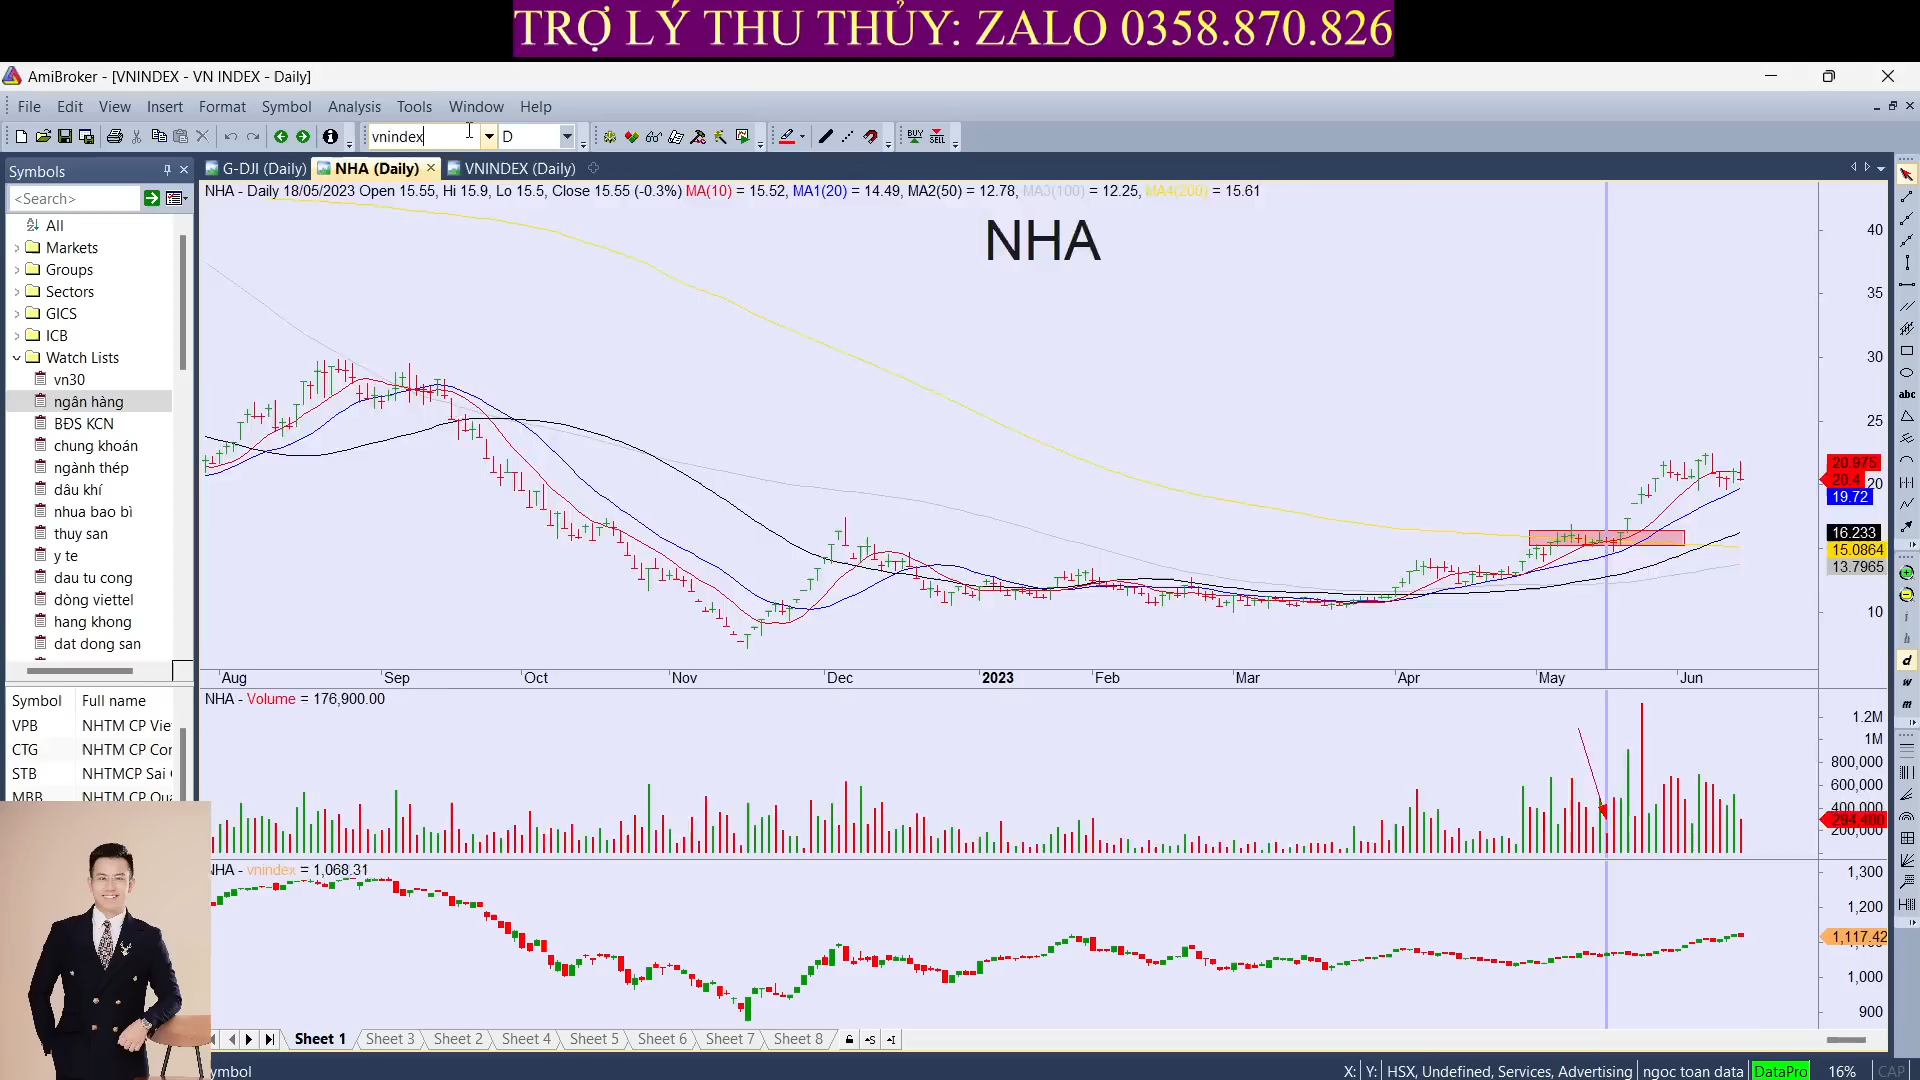 TRỢ LÝ THU THỦY: ZALO 0358.870.826
AmiBroker - [VNINDEX - VN INDEX - Daily]
File Edit View Insert Format Symbol Analysis Tools Window Help
vnindex D BUY SELL
Symbols
G-DJI (Daily) NHA (Daily) VNINDEX (Daily)
NHA - Daily 18/05/2023 Open 15.55, Hi 15.9, Lo 15.5, Close 15.55 (-0.3%) MA(10) = 15.52, MA1(20) = 14.49, MA2(50) = 12.78, MA3(100) = 12.25, MA4(200) = 15.61
<Search>
All
Markets
Groups
Sectors
GICS
ICB
Watch Lists
vn30
ngân hàng
BĐS KCN
chung khoán
ngành thép
dâu khí
nhua bao bì
thuy san
y te
dau tu cong
dòng viettel
hang khong
dat dong san
Symbol Full name
VPB NHTM CP Vie
CTG NHTM CP Cor
STB NHTMCP Sai
MBB NHTM CP Qua
NHA
40
35
30
25
20.975
20.4
20
19.72
16.233
15.0864
13.7965
10
Aug Sep Oct Nov Dec 2023 Feb Mar Apr May Jun
NHA - Volume = 176,900.00
1.2M
1M
800,000
600,000
400,000
294,400
200,000
NHA - vnindex = 1,068.31
1,300
1,200
1,117.42
1,000
900
Sheet 1 Sheet 3 Sheet 2 Sheet 4 Sheet 5 Sheet 6 Sheet 7 Sheet 8
abc
i
h
d
w
m
ymbol
X: Y: HSX, Undefined, Services, Advertising ngoc toan data DataPro 16% CAP